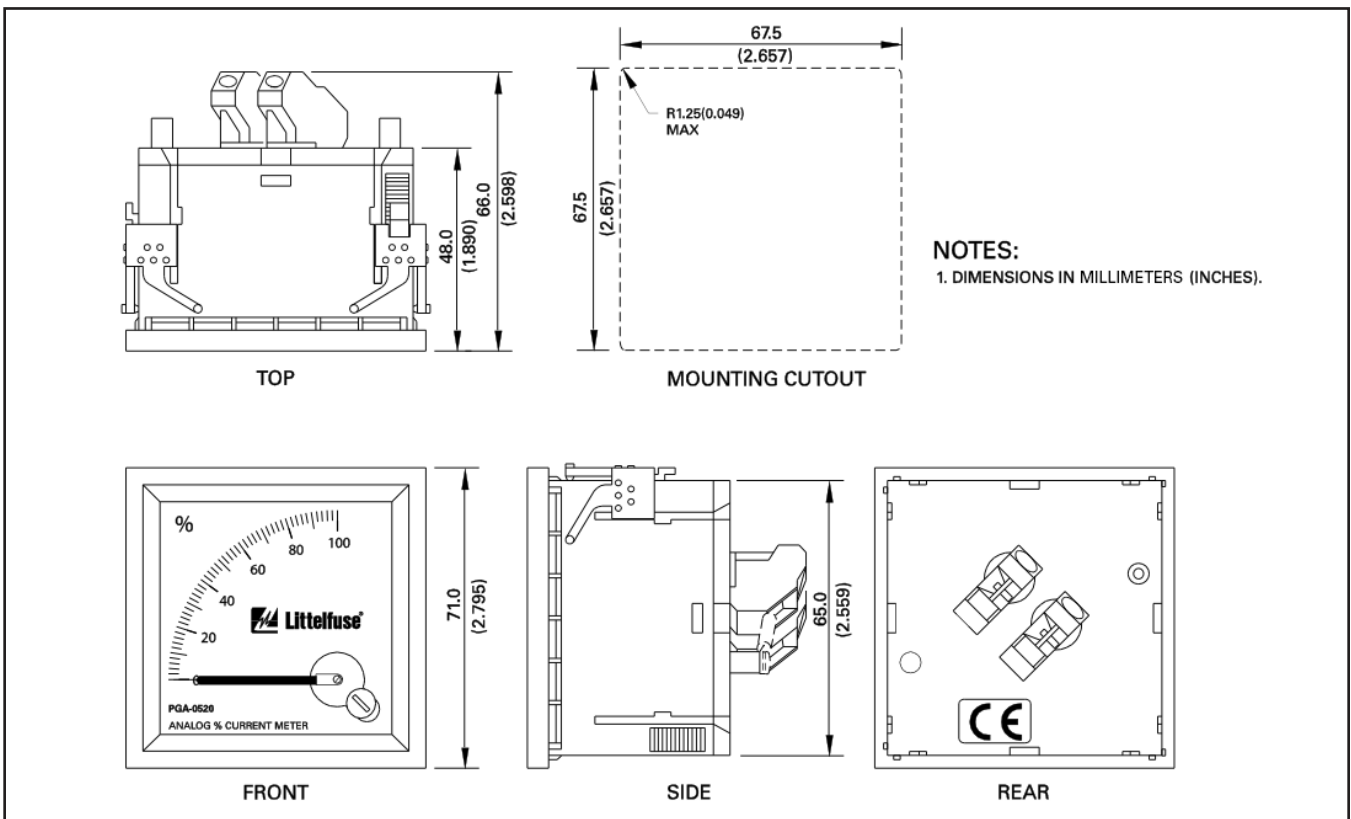 67.5
(2.657)
R1.25(0.049)
MAX
67.5
(2.657)
48.0
(1.890)
66.0
(2.598)
NOTES:
1. DIMENSIONS IN MILLIMETERS (INCHES).
TOP
MOUNTING CUTOUT
%
20
40
60
80
100
Littelfuse®
PGA-0520
ANALOG % CURRENT METER
71.0
(2.795)
65.0
(2.559)
CE
FRONT
SIDE
REAR